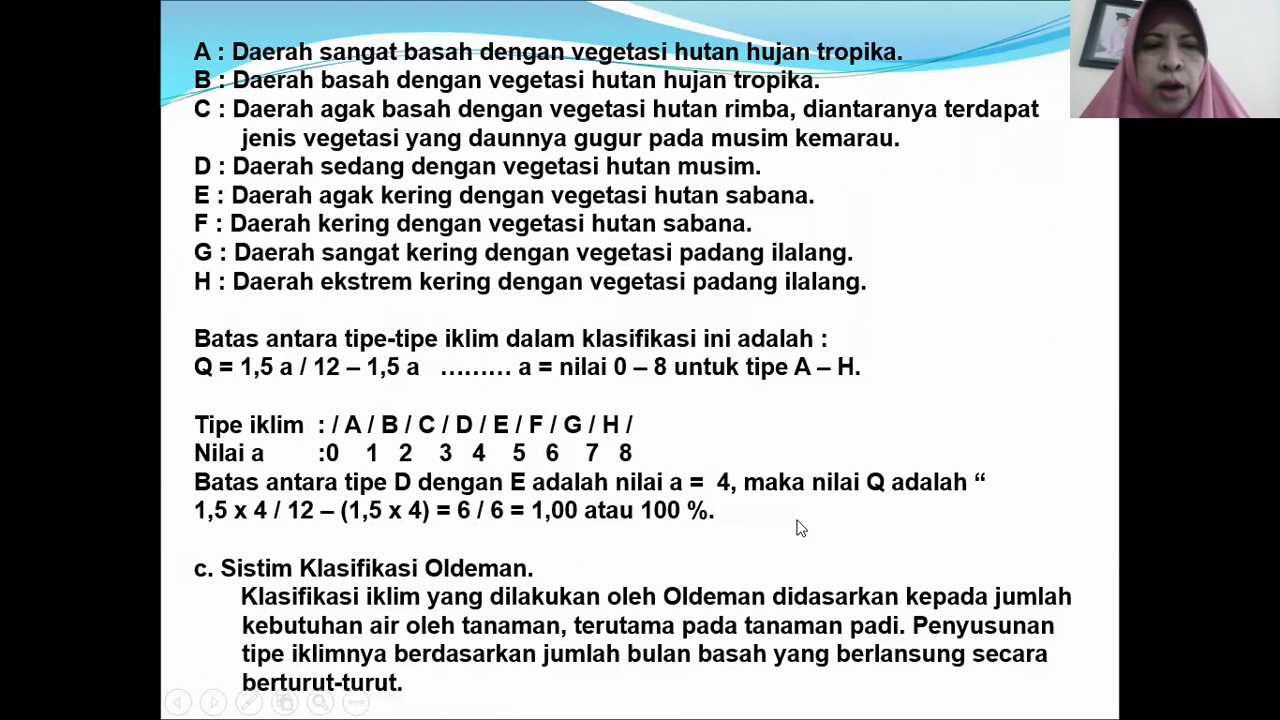 A : Daerah sangat basah dengan vegetasi hutan hujan tropika.
B : Daerah basah dengan vegetasi hutan hujan tropika.
C : Daerah agak basah dengan vegetasi hutan rimba, diantaranya terdapat
jenis vegetasi yang daunnya gugur pada musim kemarau.
D : Daerah sedang dengan vegetasi hutan musim.
E : Daerah agak kering dengan vegetasi hutan sabana.
F : Daerah kering dengan vegetasi hutan sabana.
G : Daerah sangat kering dengan vegetasi padang ilalang.
H : Daerah ekstrem kering dengan vegetasi padang ilalang.
Batas antara tipe-tipe iklim dalam klasifikasi ini adalah :
Q = 1,5 a / 12 – 1,5 a ……… a = nilai 0 – 8 untuk tipe A – H.
Tipe iklim : / A / B / C / D / E / F / G / H /
Nilai a :0 1 2 3 4 5 6 7 8
Batas antara tipe D dengan E adalah nilai a = 4, maka nilai Q adalah “
1,5 x 4 / 12 – (1,5 x 4) = 6 / 6 = 1,00 atau 100 %.
c. Sistim Klasifikasi Oldeman.
Klasifikasi iklim yang dilakukan oleh Oldeman didasarkan kepada jumlah
kebutuhan air oleh tanaman, terutama pada tanaman padi. Penyusunan
tipe iklimnya berdasarkan jumlah bulan basah yang berlansung secara
berturut-turut.